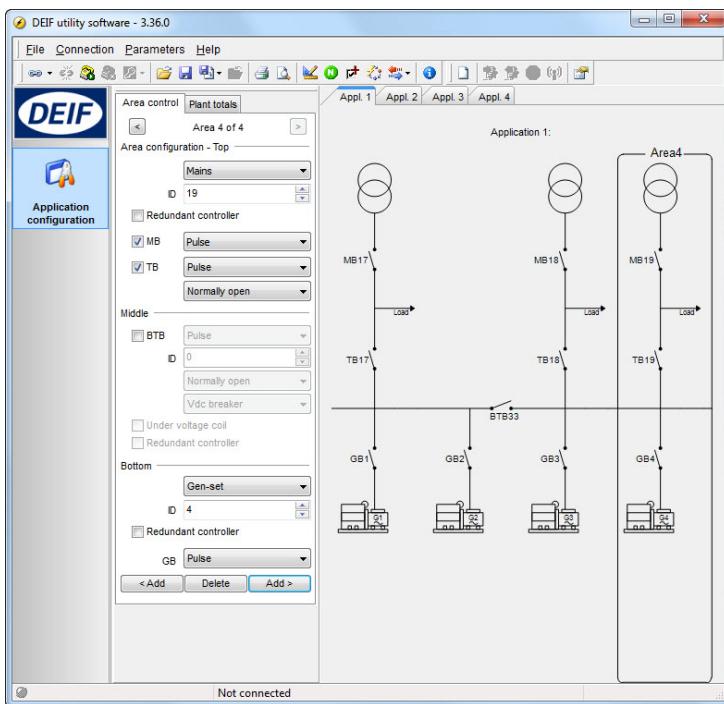 DEIF utility software - 3.36.0
File Connection Parameters Help
DEIF
Application
configuration
Area control Plant totals
< Area 4 of 4 >
Area configuration - Top
Mains
ID 19
Redundant controller
MB Pulse
TB Pulse
Normally open
Middle
BTB Pulse
ID 0
Normally open
Vdc breaker
Under voltage coil
Redundant controller
Bottom
Gen-set
ID 4
Redundant controller
GB Pulse
< Add Delete Add >
Appl. 1 Appl. 2 Appl. 3 Appl. 4
Application 1:
Area4
MB17 MB18 MB19
Load Load Load
TB17 TB18 TB19
BTB33
GB1 GB2 GB3 GB4
G1 G2 G3 G4
Not connected